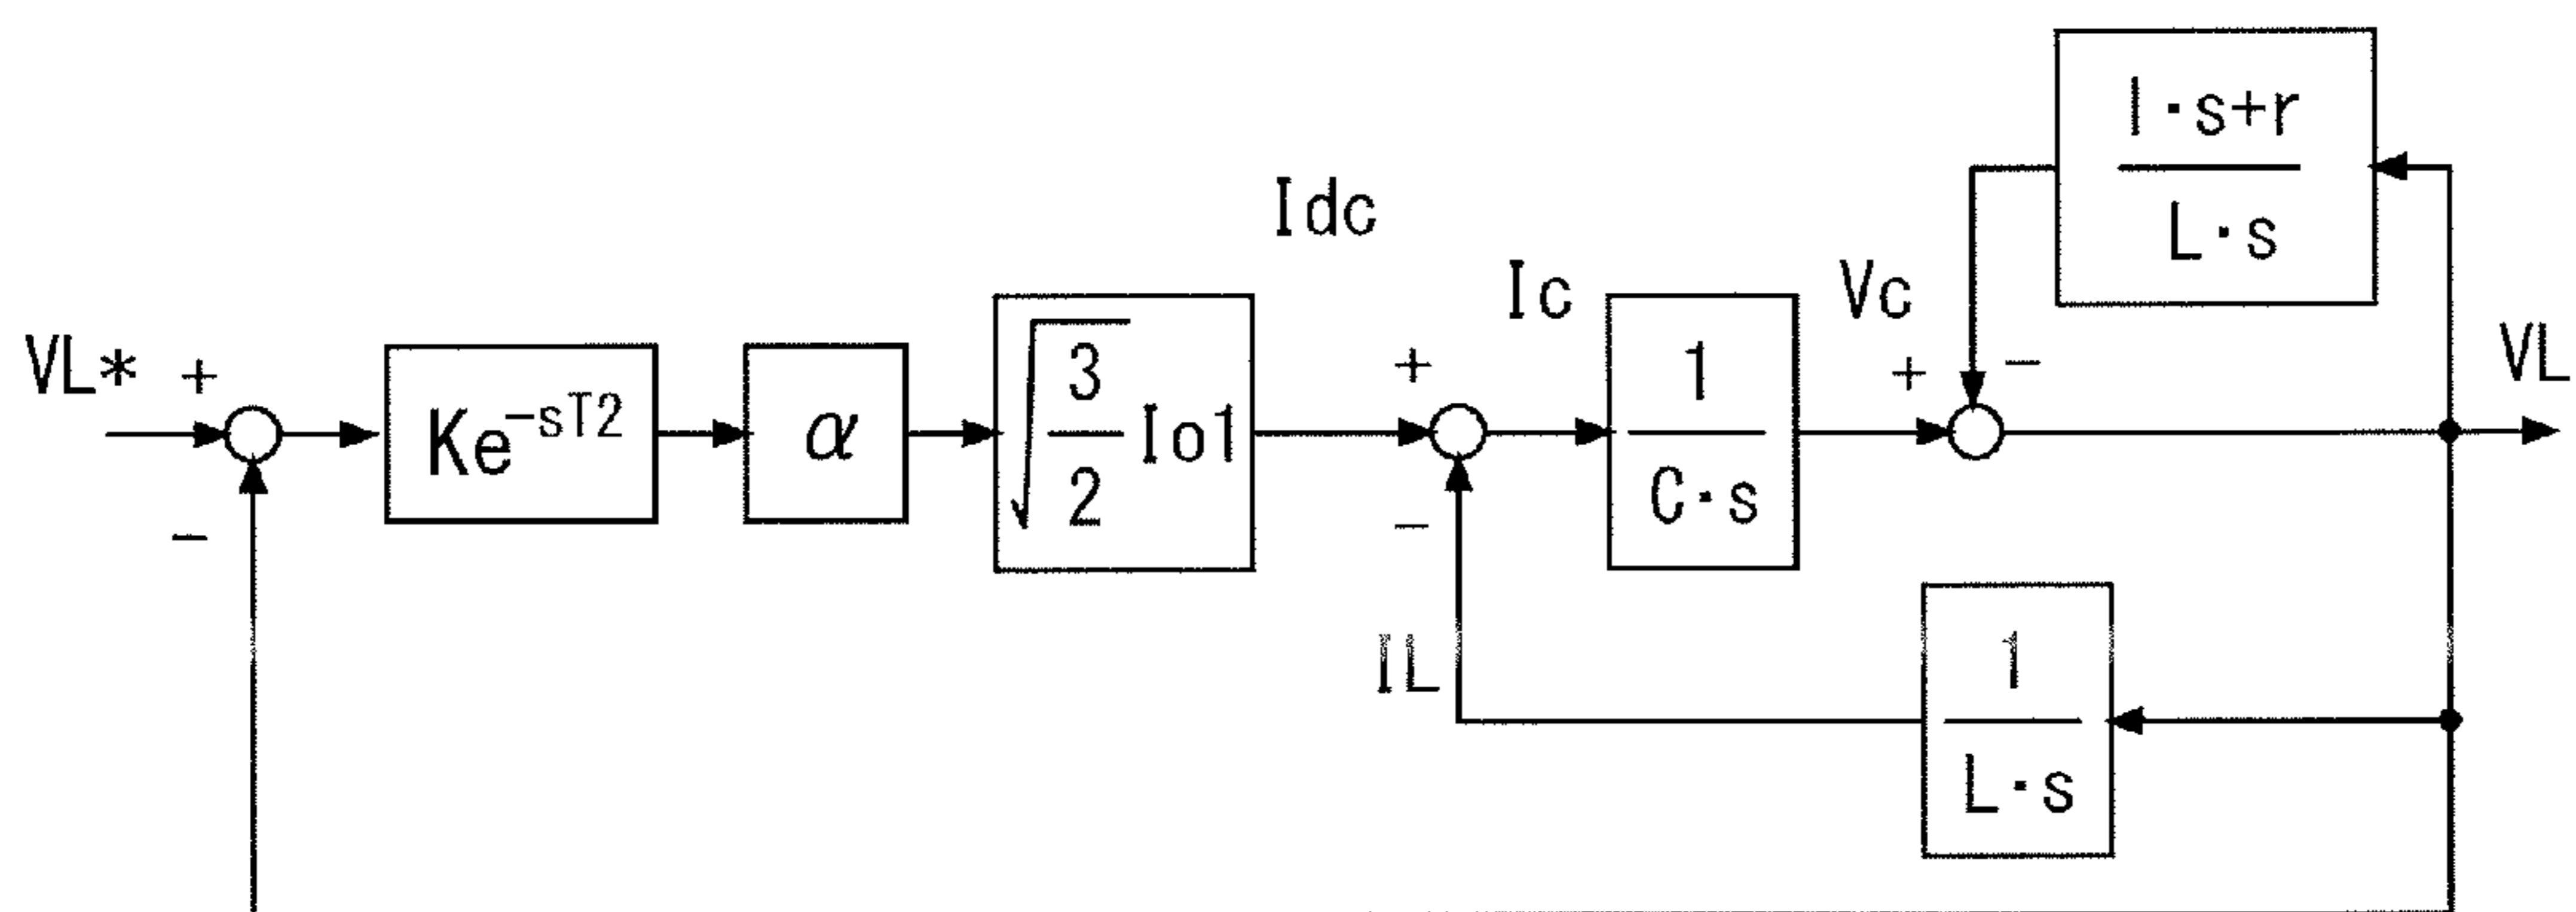 l·s+r
L·s
Idc
Ic
Vc
VL*
+
Ke^-sT2
α
√3/2 Io1
+
1
C·s
+
-
VL
-
-
IL
1
L·s